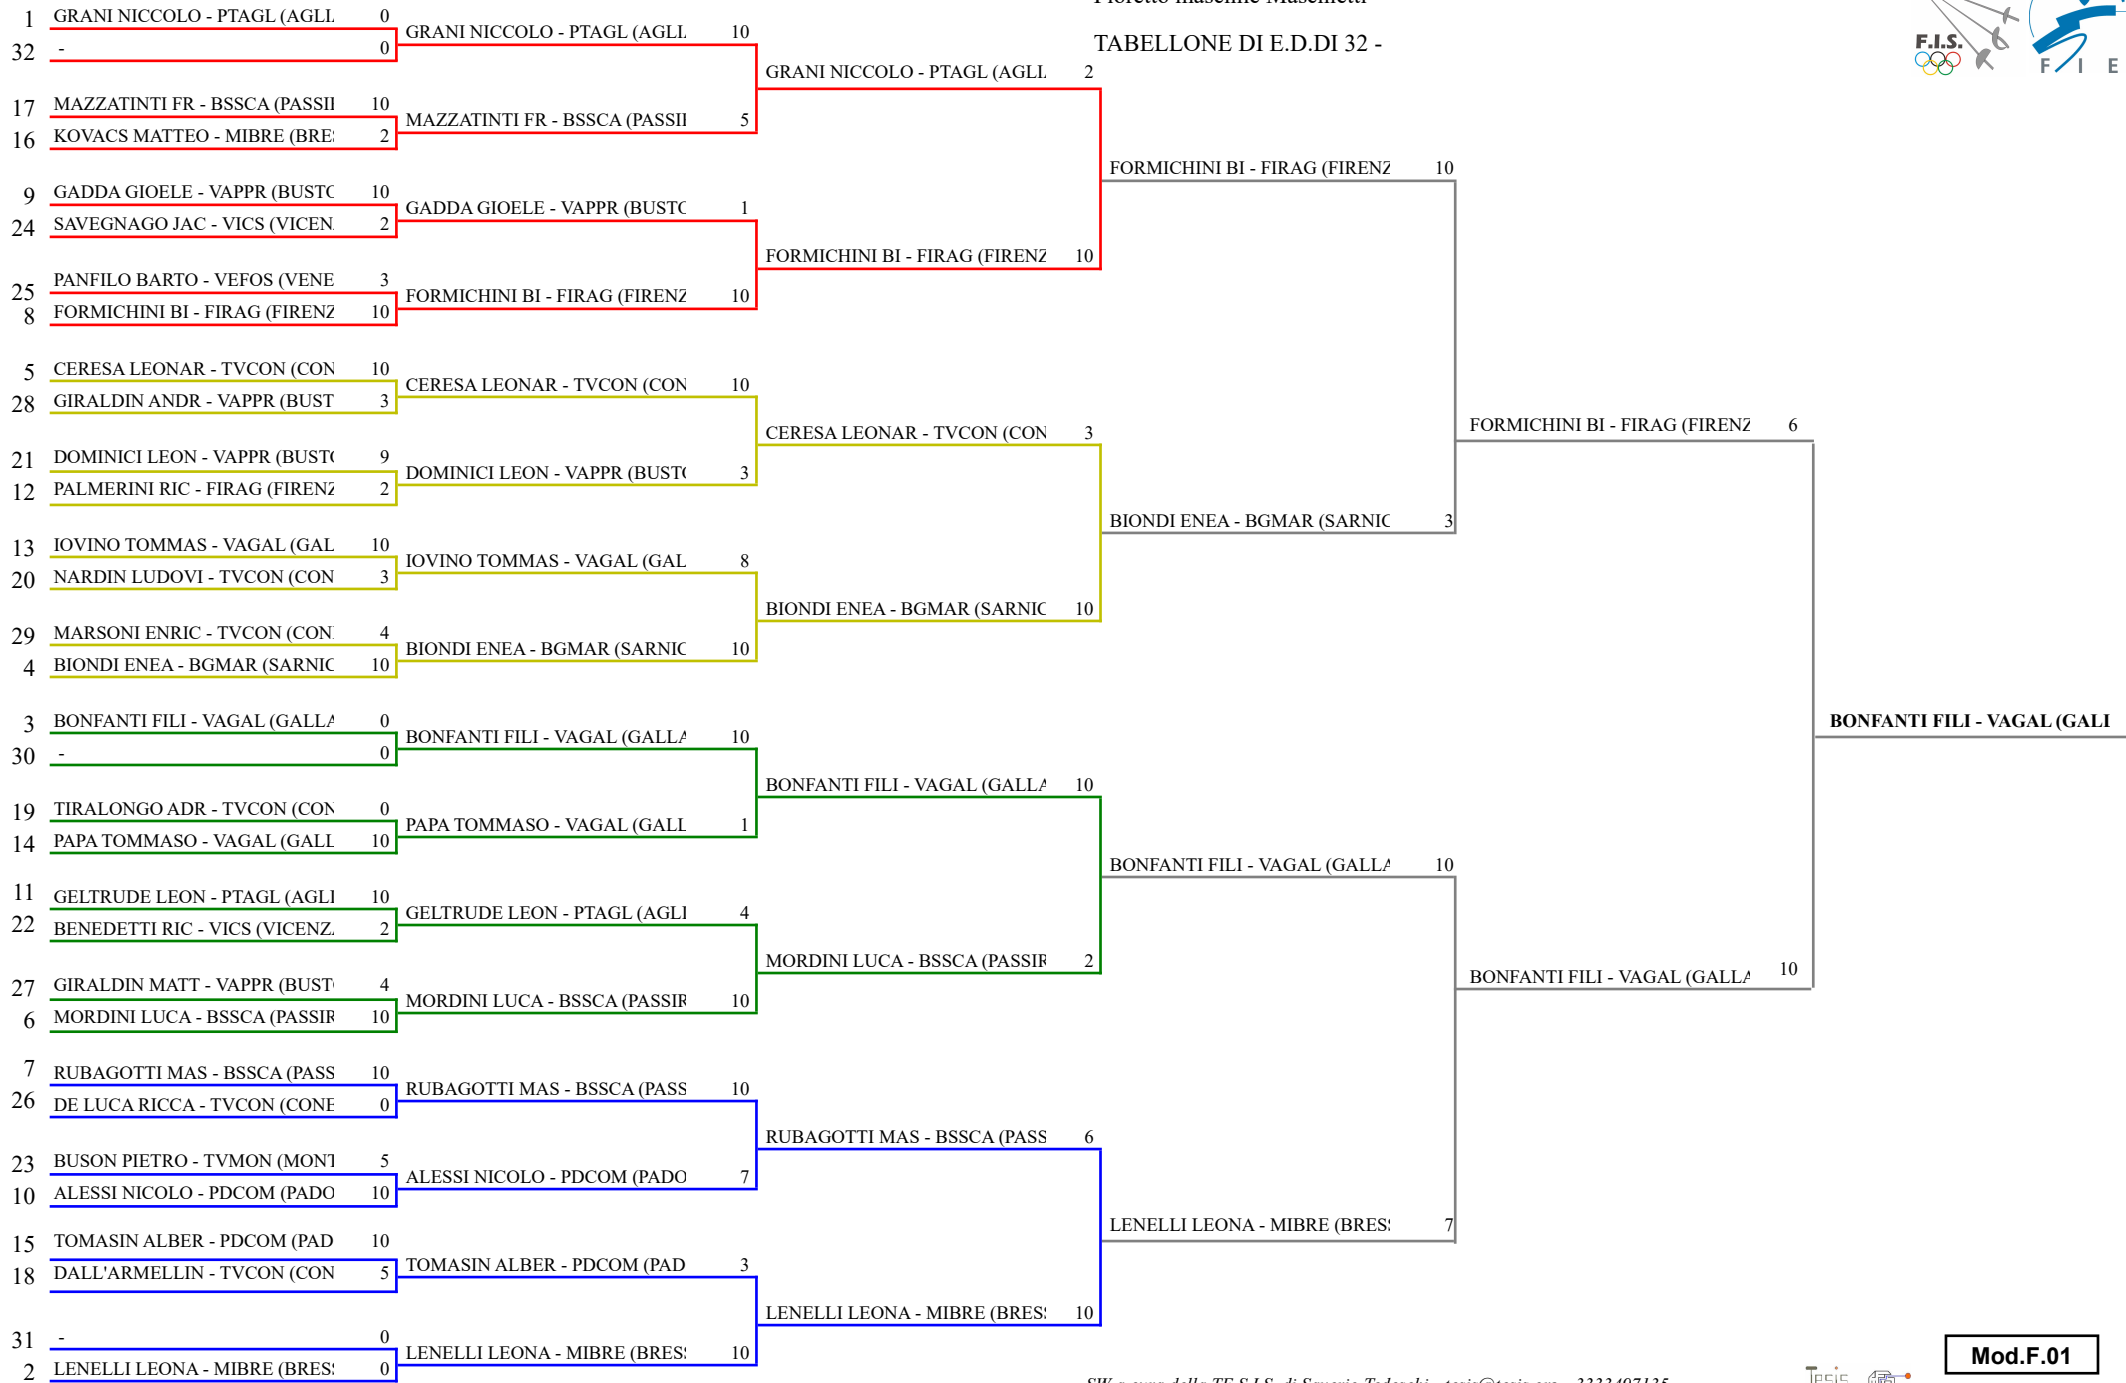 TABELLONE DI E.D.DI 32 -
F.I.S.
F I E
1 GRANI NICCOLO - PTAGL (AGLI 0
32 - 0
17 MAZZATINTI FR - BSSCA (PASSI 10
16 KOVACS MATTEO - MIBRE (BRE 2
9 GADDA GIOELE - VAPPR (BUSTO 10
24 SAVEGNAGO JAC - VICS (VICEN 2
25 PANFILO BARTO - VEFOS (VENE 3
8 FORMICHINI BI - FIRAG (FIRENZ 10
5 CERESA LEONAR - TVCON (CON 10
28 GIRALDIN ANDR - VAPPR (BUST 3
21 DOMINICI LEON - VAPPR (BUST 9
12 PALMERINI RIC - FIRAG (FIRENZ 2
13 IOVINO TOMMAS - VAGAL (GAL 10
20 NARDIN LUDOVI - TVCON (CON 3
29 MARSONI ENRIC - TVCON (CON 4
4 BIONDI ENEA - BGMAR (SARNIC 10
3 BONFANTI FILI - VAGAL (GALLA 0
30 - 0
19 TIRALONGO ADR - TVCON (CON 0
14 PAPA TOMMASO - VAGAL (GALL 10
11 GELTRUDE LEON - PTAGL (AGLI 10
22 BENEDETTI RIC - VICS (VICENZ 2
27 GIRALDIN MATT - VAPPR (BUST 4
6 MORDINI LUCA - BSSCA (PASSIR 10
7 RUBAGOTTI MAS - BSSCA (PASS 10
26 DE LUCA RICCA - TVCON (CONE 0
23 BUSON PIETRO - TVMON (MONT 5
10 ALESSI NICOLO - PDCOM (PADO 10
15 TOMASIN ALBER - PDCOM (PAD 10
18 DALL'ARMELLIN - TVCON (CON 5
31 - 0
2 LENELLI LEONA - MIBRE (BRES 0
GRANI NICCOLO - PTAGL (AGLI 10
MAZZATINTI FR - BSSCA (PASSI 5
GADDA GIOELE - VAPPR (BUSTO 1
FORMICHINI BI - FIRAG (FIRENZ 10
CERESA LEONAR - TVCON (CON 10
DOMINICI LEON - VAPPR (BUST 3
IOVINO TOMMAS - VAGAL (GAL 8
BIONDI ENEA - BGMAR (SARNIC 10
BONFANTI FILI - VAGAL (GALLA 10
PAPA TOMMASO - VAGAL (GALL 1
GELTRUDE LEON - PTAGL (AGLI 4
MORDINI LUCA - BSSCA (PASSIR 10
RUBAGOTTI MAS - BSSCA (PASS 10
ALESSI NICOLO - PDCOM (PADO 7
TOMASIN ALBER - PDCOM (PAD 3
LENELLI LEONA - MIBRE (BRES 10
GRANI NICCOLO - PTAGL (AGLI 2
FORMICHINI BI - FIRAG (FIRENZ 10
CERESA LEONAR - TVCON (CON 3
BIONDI ENEA - BGMAR (SARNIC 10
BONFANTI FILI - VAGAL (GALLA 10
MORDINI LUCA - BSSCA (PASSIR 2
RUBAGOTTI MAS - BSSCA (PASS 6
LENELLI LEONA - MIBRE (BRES 10
FORMICHINI BI - FIRAG (FIRENZ 10
BIONDI ENEA - BGMAR (SARNIC 3
BONFANTI FILI - VAGAL (GALLA 10
LENELLI LEONA - MIBRE (BRES 7
FORMICHINI BI - FIRAG (FIRENZ 6
BONFANTI FILI - VAGAL (GALLA 10
BONFANTI FILI - VAGAL (GALI
Mod.F.01